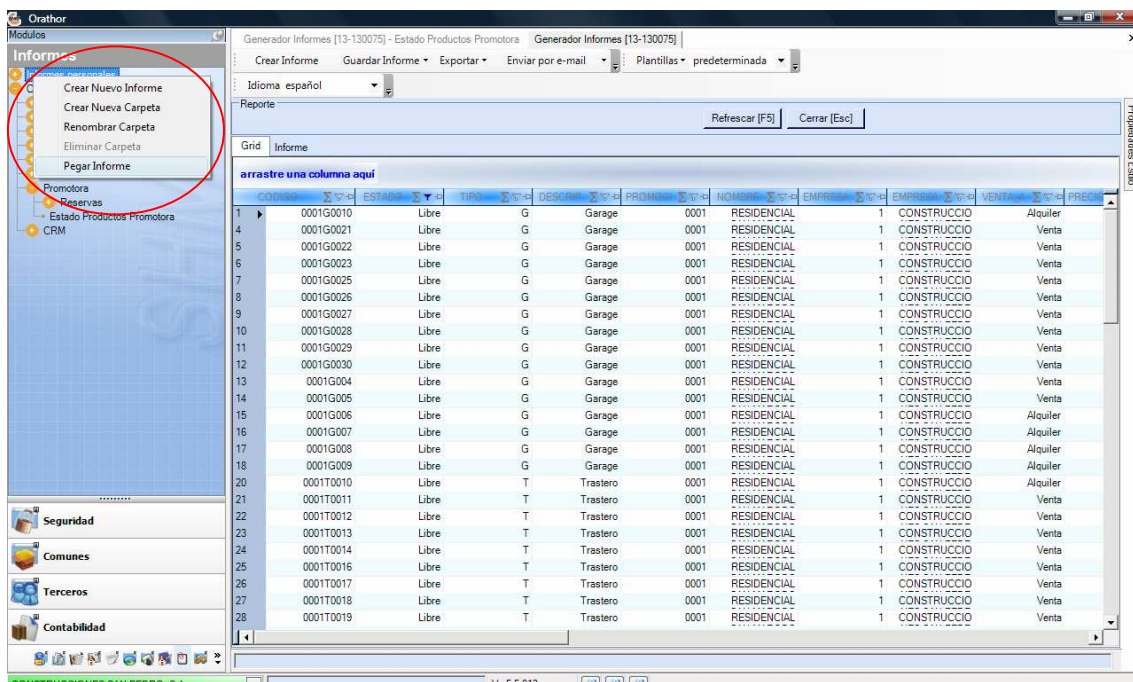 Orathor
Modulos
Informes
Informes personales
Crear Nuevo Informe
Crear Nueva Carpeta
Renombrar Carpeta
Eliminar Carpeta
Pegar Informe
Promotora
Reservas
Estado Productos Promotora
CRM
Seguridad
Comunes
Terceros
Contabilidad
Generador Informes [13-130075] - Estado Productos Promotora Generador Informes [13-130075]
Crear Informe Guardar Informe Exportar Enviar por e-mail Plantillas predeterminada
Idioma español
Reporte
Refrescar [F5] Cerrar [Esc]
Propiedades Estilo
Grid Informe
arrastre una columna aquí
CODIGO ESTADO TIPO DESCRIP PROMOCI NOMBRE EMPRESA EMPRESA VENTA PRECIO
1 0001G0010 Libre G Garage 0001 RESIDENCIAL 1 CONSTRUCCIO Alquiler
4 0001G0021 Libre G Garage 0001 RESIDENCIAL 1 CONSTRUCCIO Venta
5 0001G0022 Libre G Garage 0001 RESIDENCIAL 1 CONSTRUCCIO Venta
6 0001G0023 Libre G Garage 0001 RESIDENCIAL 1 CONSTRUCCIO Venta
7 0001G0025 Libre G Garage 0001 RESIDENCIAL 1 CONSTRUCCIO Venta
8 0001G0026 Libre G Garage 0001 RESIDENCIAL 1 CONSTRUCCIO Venta
9 0001G0027 Libre G Garage 0001 RESIDENCIAL 1 CONSTRUCCIO Venta
10 0001G0028 Libre G Garage 0001 RESIDENCIAL 1 CONSTRUCCIO Venta
11 0001G0029 Libre G Garage 0001 RESIDENCIAL 1 CONSTRUCCIO Venta
12 0001G0030 Libre G Garage 0001 RESIDENCIAL 1 CONSTRUCCIO Venta
13 0001G004 Libre G Garage 0001 RESIDENCIAL 1 CONSTRUCCIO Venta
14 0001G005 Libre G Garage 0001 RESIDENCIAL 1 CONSTRUCCIO Venta
15 0001G006 Libre G Garage 0001 RESIDENCIAL 1 CONSTRUCCIO Alquiler
16 0001G007 Libre G Garage 0001 RESIDENCIAL 1 CONSTRUCCIO Alquiler
17 0001G008 Libre G Garage 0001 RESIDENCIAL 1 CONSTRUCCIO Alquiler
18 0001G009 Libre G Garage 0001 RESIDENCIAL 1 CONSTRUCCIO Alquiler
20 0001T0010 Libre T Trastero 0001 RESIDENCIAL 1 CONSTRUCCIO Alquiler
21 0001T0011 Libre T Trastero 0001 RESIDENCIAL 1 CONSTRUCCIO Venta
22 0001T0012 Libre T Trastero 0001 RESIDENCIAL 1 CONSTRUCCIO Venta
23 0001T0013 Libre T Trastero 0001 RESIDENCIAL 1 CONSTRUCCIO Venta
24 0001T0014 Libre T Trastero 0001 RESIDENCIAL 1 CONSTRUCCIO Venta
25 0001T0016 Libre T Trastero 0001 RESIDENCIAL 1 CONSTRUCCIO Venta
26 0001T0017 Libre T Trastero 0001 RESIDENCIAL 1 CONSTRUCCIO Venta
27 0001T0018 Libre T Trastero 0001 RESIDENCIAL 1 CONSTRUCCIO Venta
28 0001T0019 Libre T Trastero 0001 RESIDENCIAL 1 CONSTRUCCIO Venta